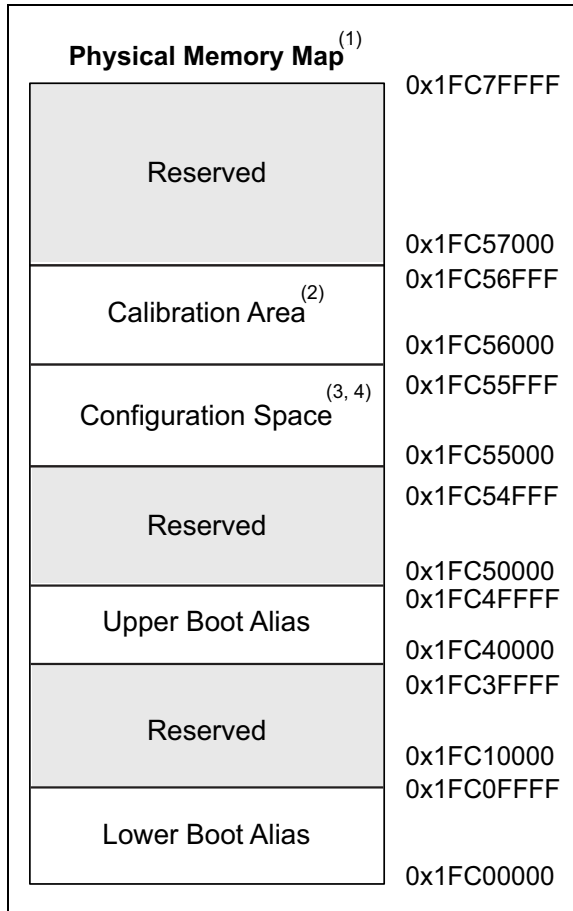 Physical Memory Map(1)
0x1FC7FFFF
Reserved
0x1FC57000
0x1FC56FFF
Calibration Area(2)
0x1FC56000
0x1FC55FFF
Configuration Space(3, 4)
0x1FC55000
0x1FC54FFF
Reserved
0x1FC50000
0x1FC4FFFF
Upper Boot Alias
0x1FC40000
0x1FC3FFFF
Reserved
0x1FC10000
0x1FC0FFFF
Lower Boot Alias
0x1FC00000